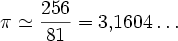 π ≃ 256/81 = 3,1604 . . .